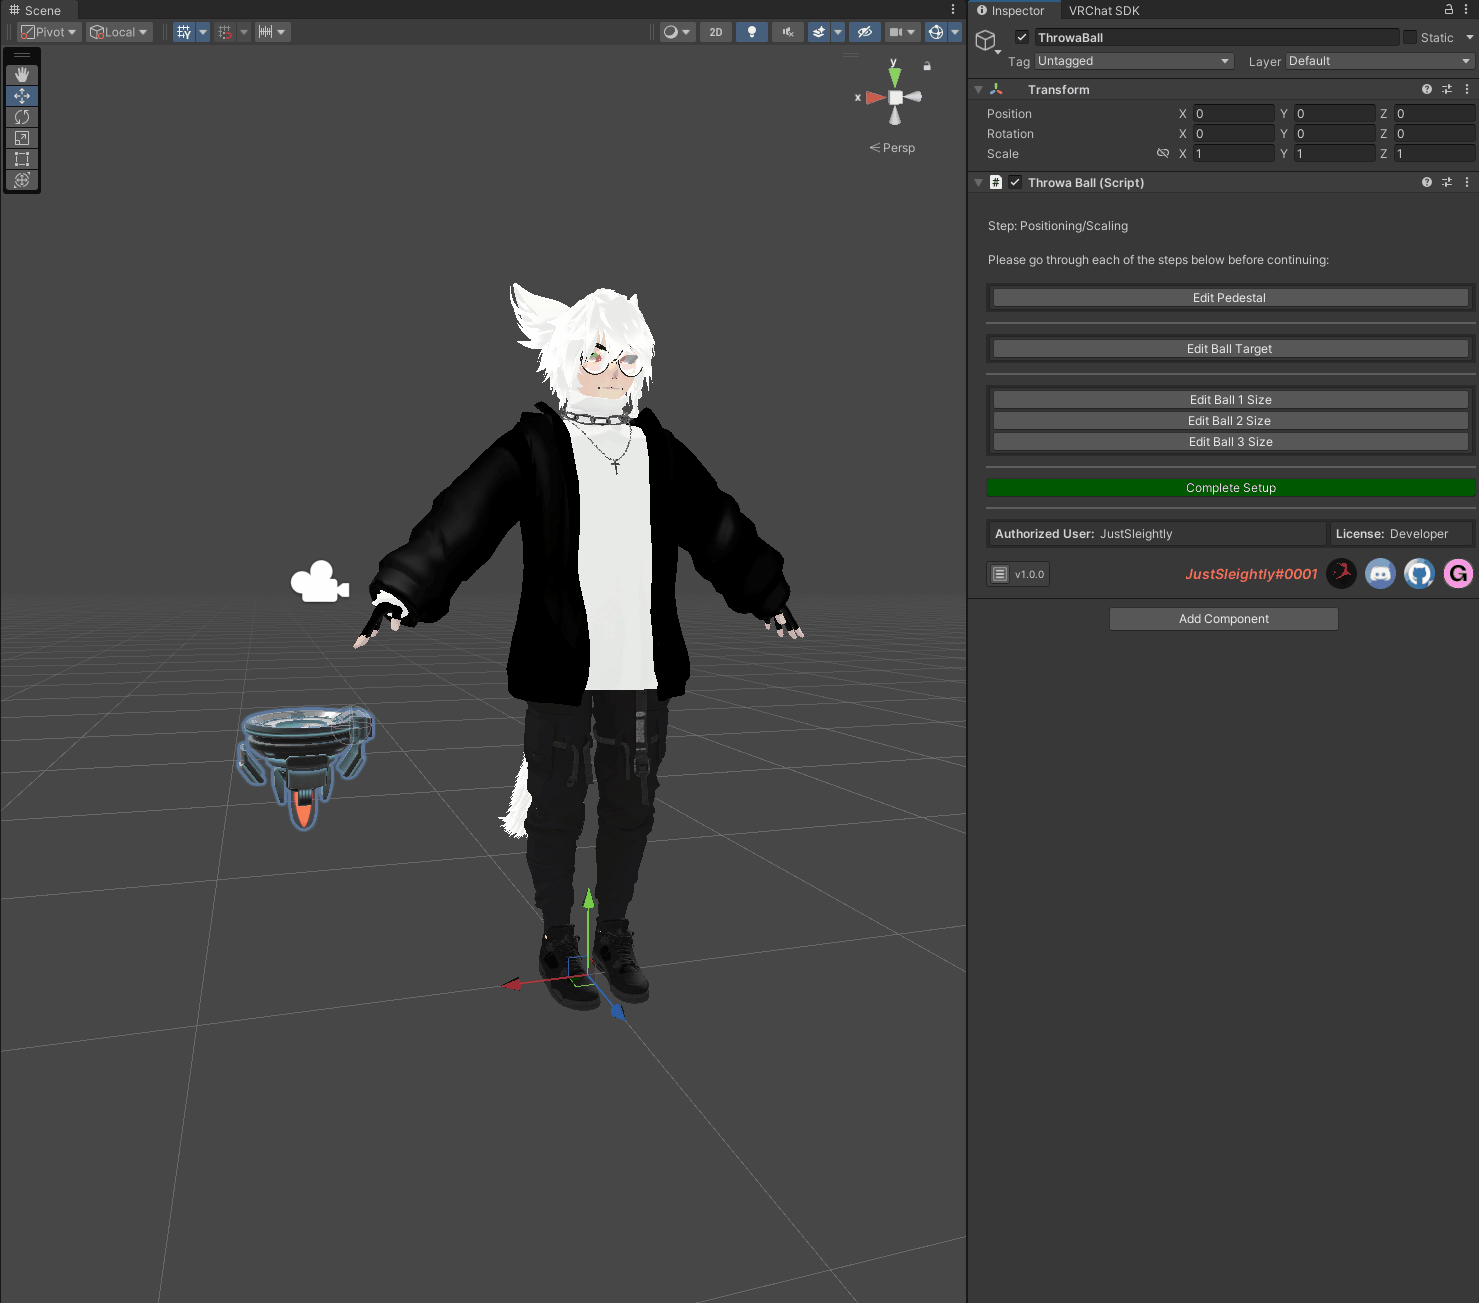 Scene
Pivot
Local
2D
y
x
Persp
Inspector
VRChat SDK
ThrowaBall
Static
Tag
Untagged
Layer
Default
Transform
Position
X 0
Y 0
Z 0
Rotation
X 0
Y 0
Z 0
Scale
X 1
Y 1
Z 1
Throwa Ball (Script)
Step: Positioning/Scaling
Please go through each of the steps below before continuing:
Edit Pedestal
Edit Ball Target
Edit Ball 1 Size
Edit Ball 2 Size
Edit Ball 3 Size
Complete Setup
Authorized User: JustSleightly
License: Developer
v1.0.0
JustSleightly#0001
G
Add Component